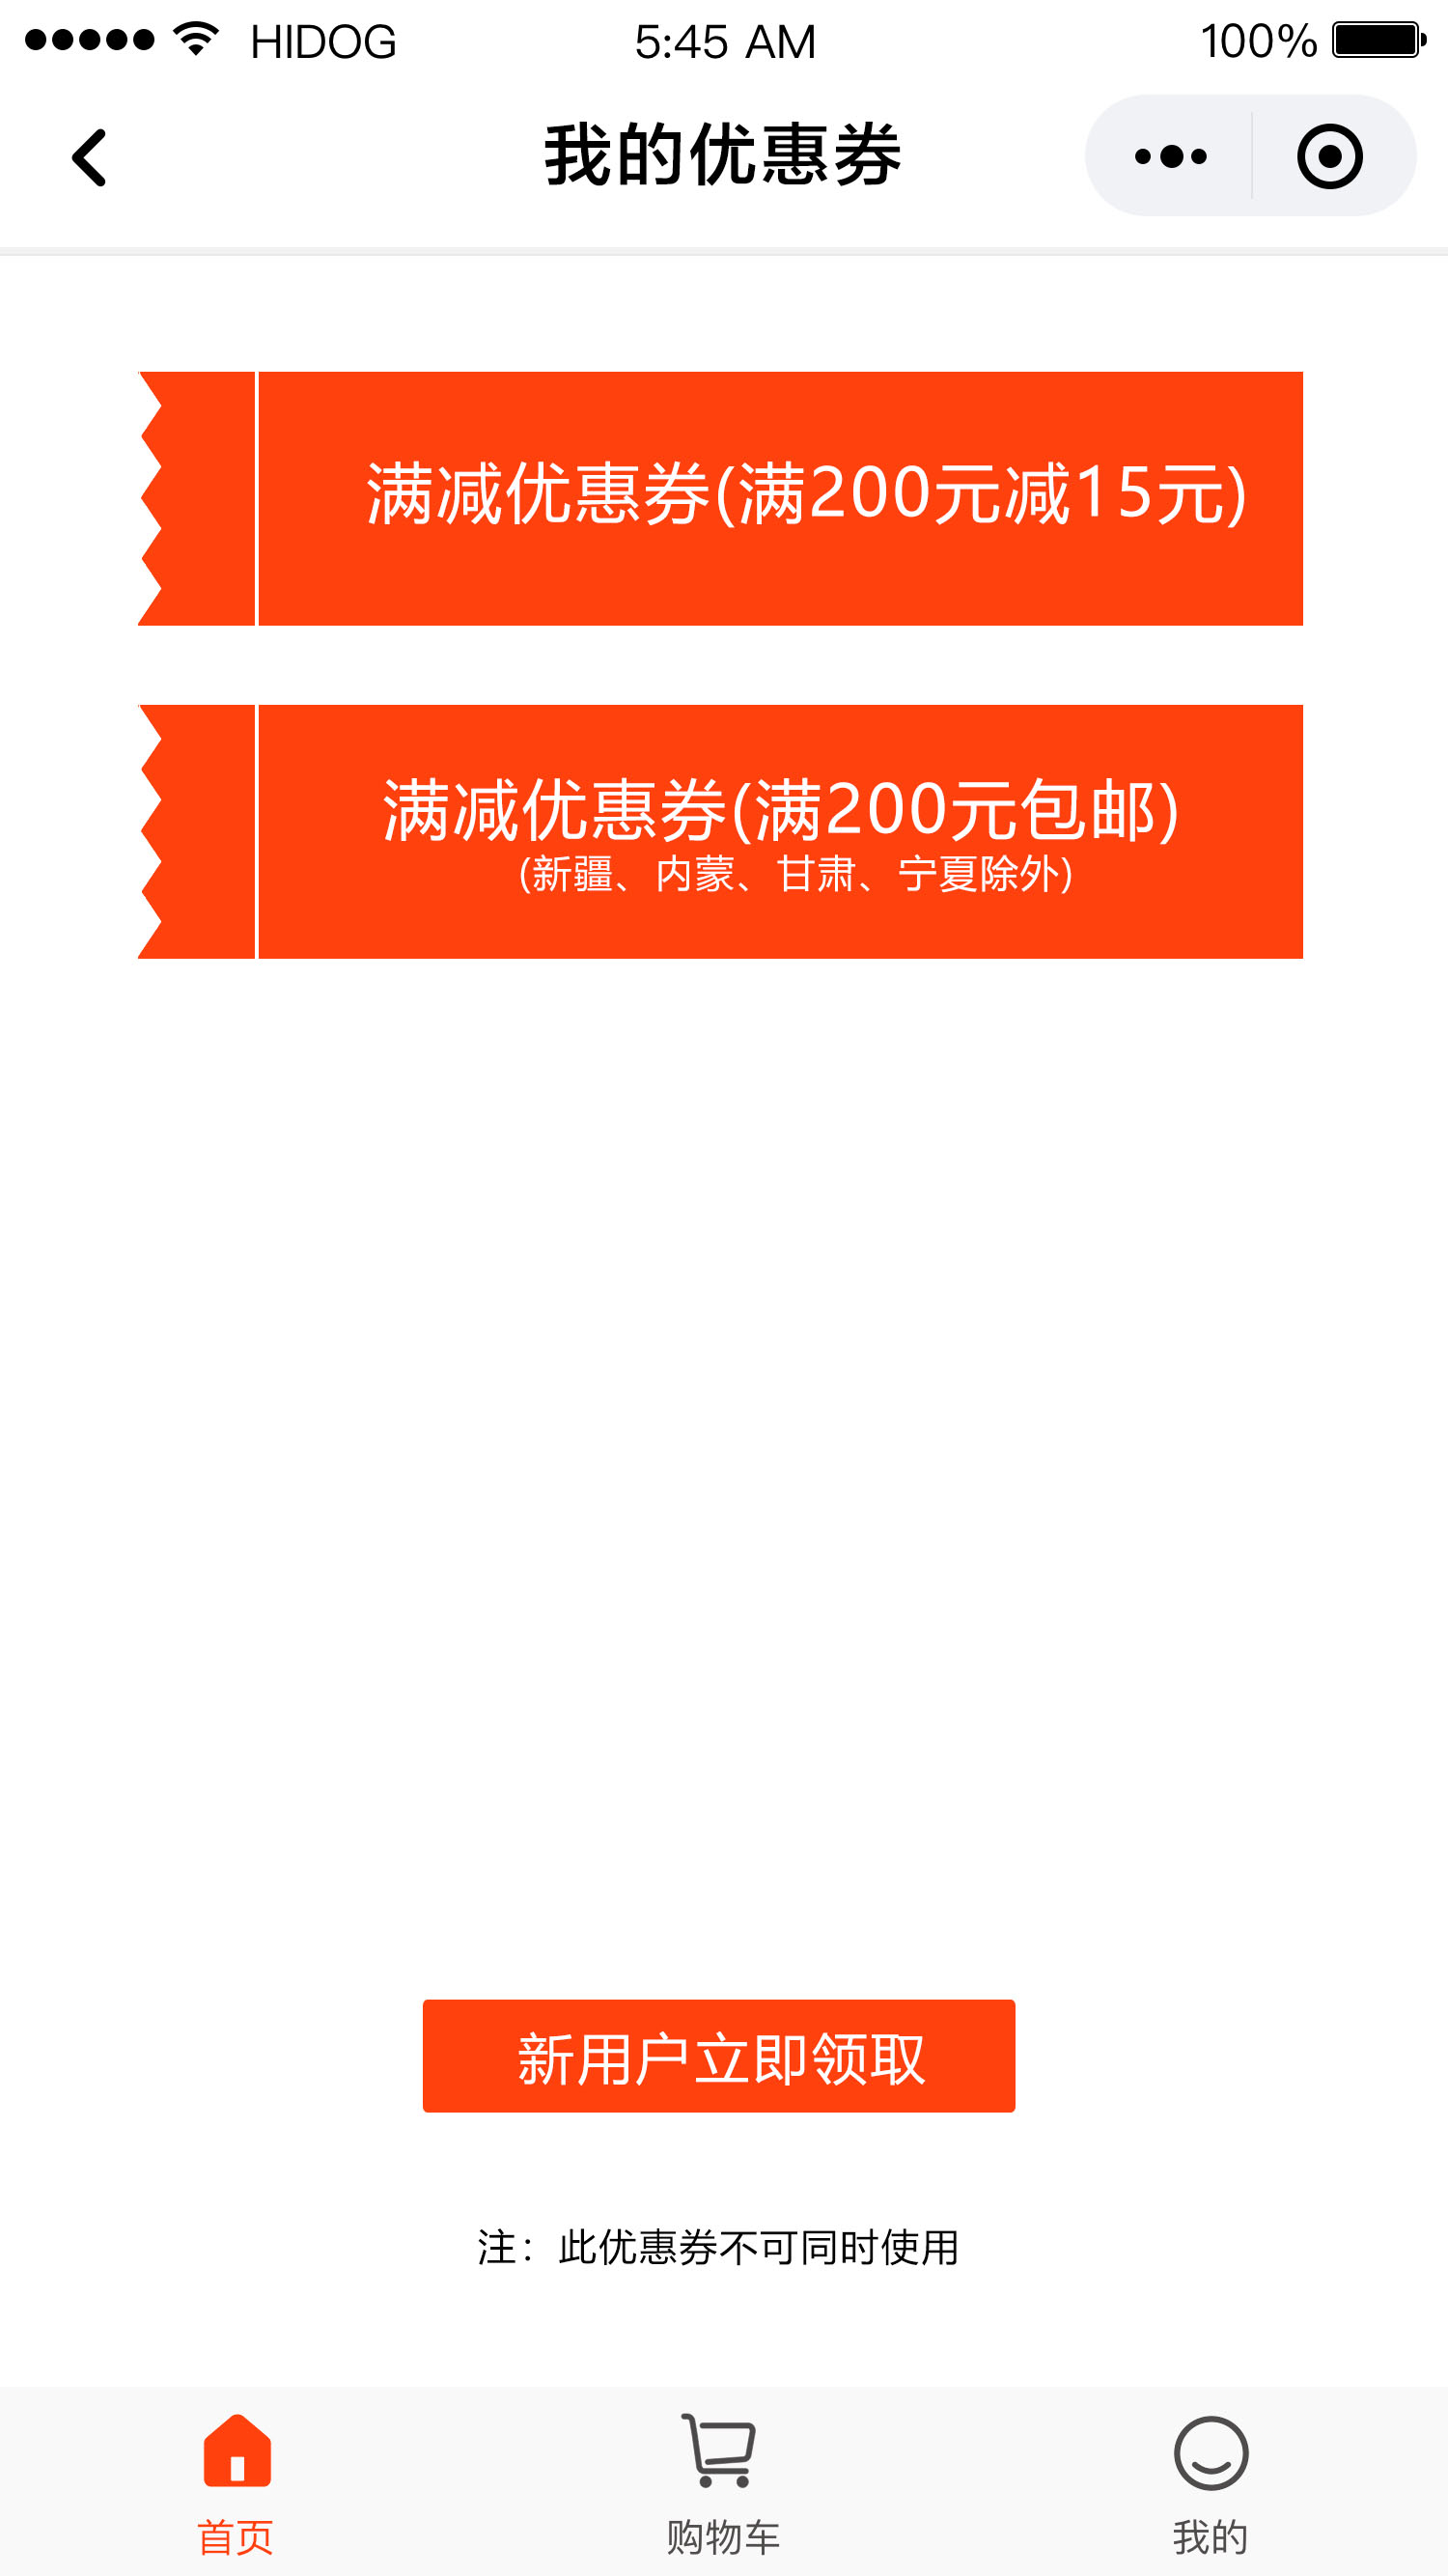 HIDOG 5:45 AM 100%
我的优惠券
满减优惠券(满200元减15元)
满减优惠券(满200元包邮)
(新疆、内蒙、甘肃、宁夏除外)
新用户立即领取
注：此优惠券不可同时使用
首页 购物车 我的